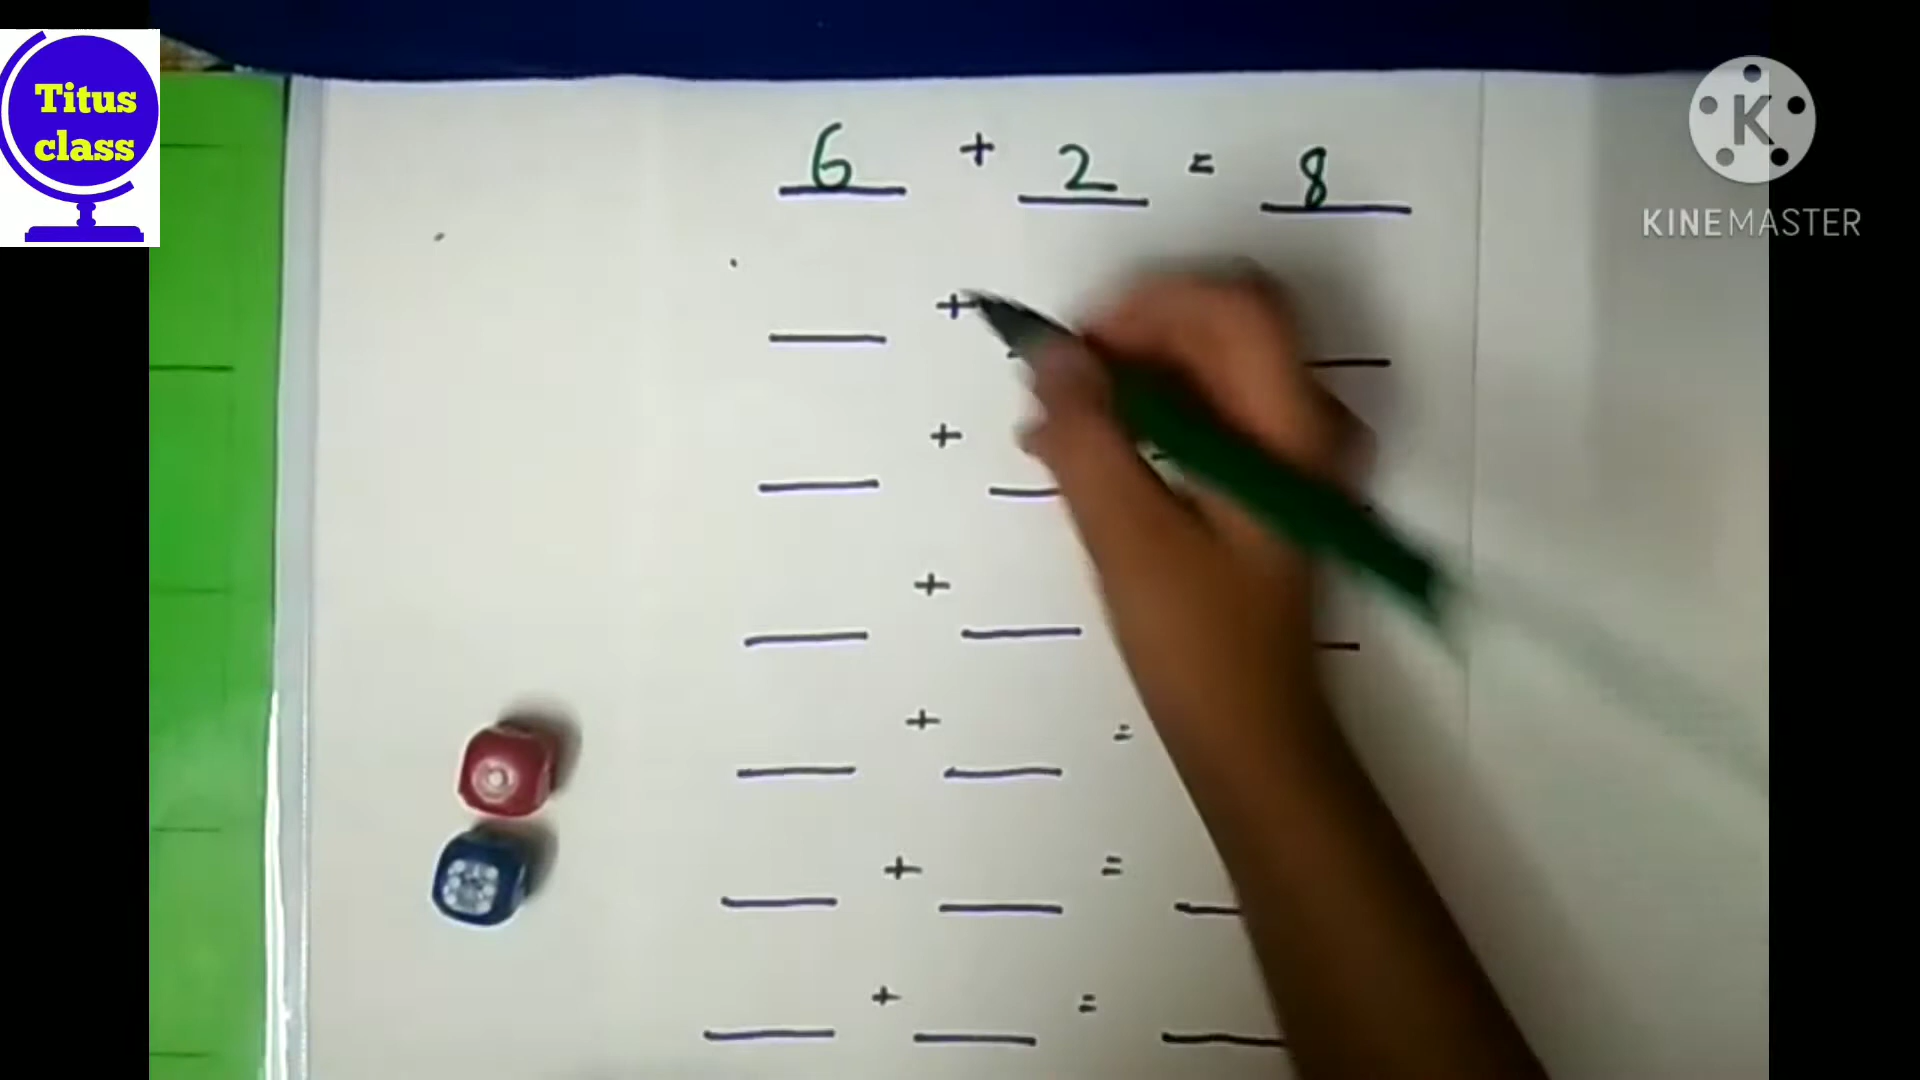 Titus
class
6 + 2 = 8
KINEMASTER
+
+
+
+ =
+ =
+ =